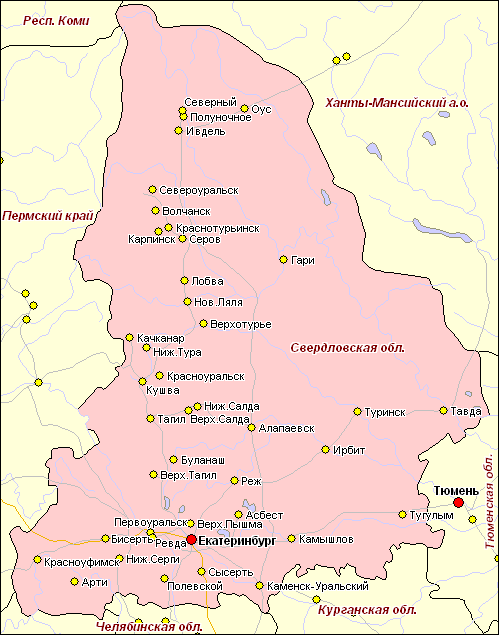 Респ. Коми
Ханты-Мансийский а.о.
Северный
Оус
Полуночное
Ивдель
Североуральск
Пермский край
Волчанск
Краснотурьинск
Карпинск
Серов
Гари
Лобва
Нов.Ляля
Верхотурье
Качканар
Свердловская обл.
Ниж.Тура
Красноуральск
Кушва
Ниж.Салда
Туринск
Тавда
Тагил
Верх.Салда
Алапаевск
Ирбит
Буланаш
Верх.Тагил
Реж
Тюмень
Тюменская обл.
Асбест
Тугулым
Первоуральск
Верх.Пышма
Бисерть
Ревда
Екатеринбург
Камышлов
Красноуфимск
Ниж.Серги
Сысерть
Арти
Полевской
Каменск-Уральский
Курганская обл.
Челябинская обл.